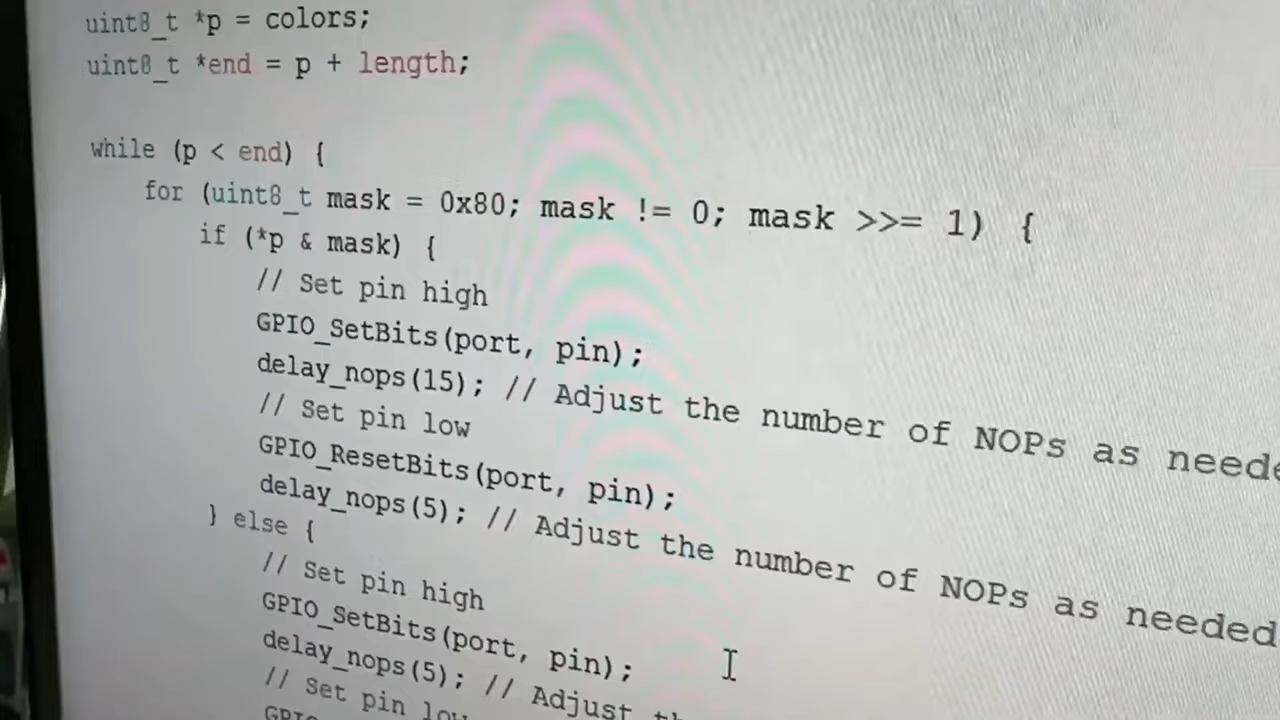 uint8_t *p = colors;
uint8_t *end = p + length;
while (p < end) {
for (uint8_t mask = 0x80; mask != 0; mask >>= 1) {
if (*p & mask) {
// Set pin high
GPIO_SetBits(port, pin);
delay_nops(15); // Adjust the number of NOPs as neede
// Set pin low
GPIO_ResetBits(port, pin);
delay_nops(5); // Adjust the number of NOPs as needed
} else {
// Set pin high
GPIO_SetBits(port, pin);
delay_nops(5); // Adjust
// Set pin low